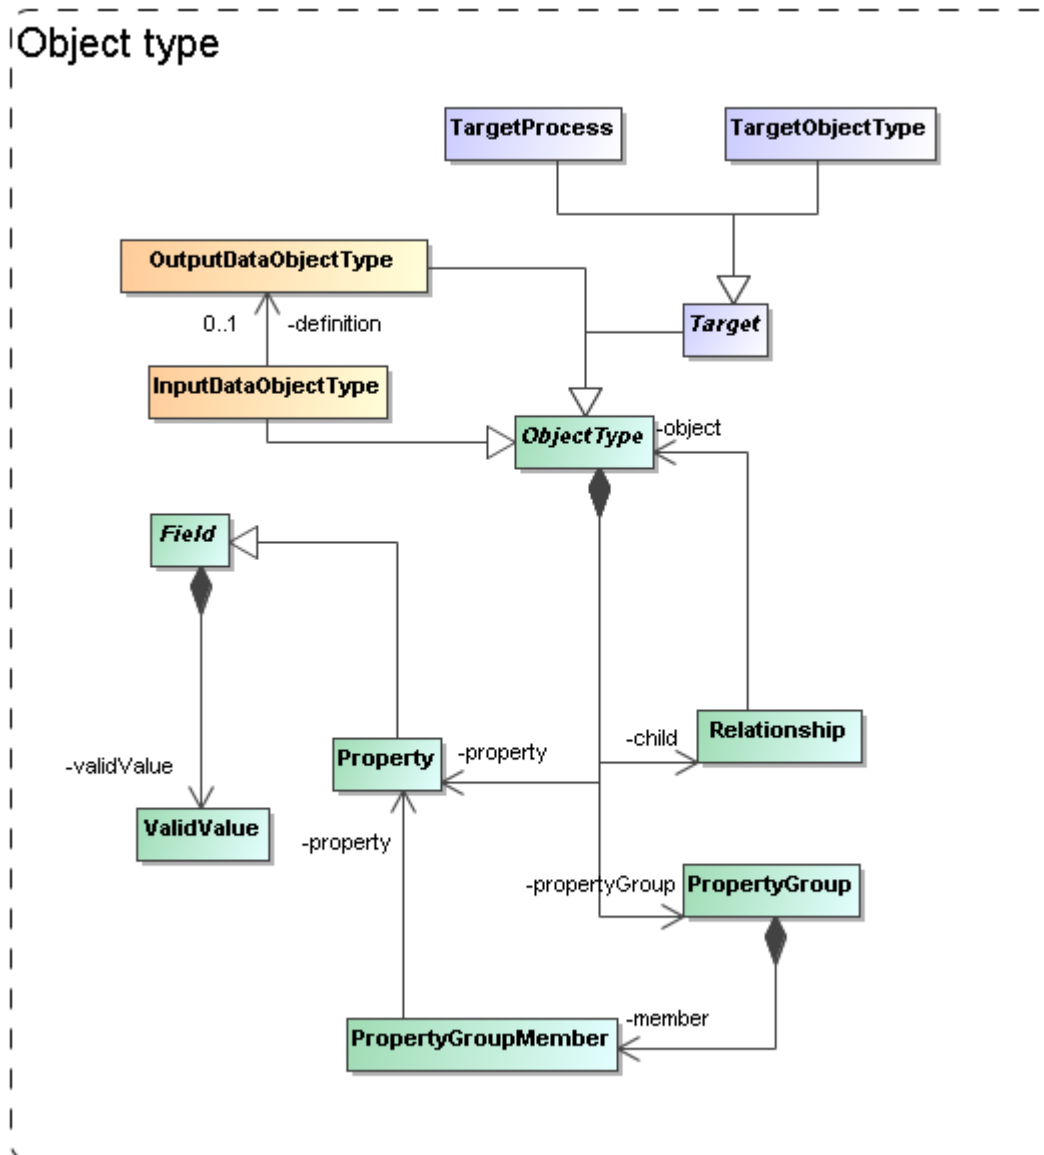 Object type
TargetProcess
TargetObjectType
OutputDataObjectType
0..1
-definition
Target
InputDataObjectType
ObjectType
-object
Field
Relationship
-child
-property
Property
-validValue
ValidValue
-property
-propertyGroup
PropertyGroup
-member
PropertyGroupMember